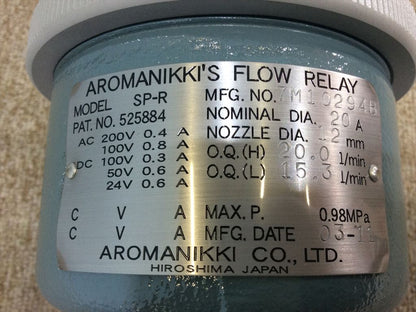 AROMANIKKI'S FLOW RELAY
MODEL SP-R MFG. NO.
PAT. NO. 525884 NOMINAL DIA. 20 A
AC 200V 0.4 A NOZZLE DIA. 12 mm
100V 0.8 A O.Q.(H) 20.0 l/min
DC 100V 0.3 A O.Q.(L) 15.3 l/min
50V 0.6 A
24V 0.6 A
C V A MAX. P. 0.98MPa
C V A MFG. DATE
AROMANIKKI CO., LTD.
HIROSHIMA JAPAN